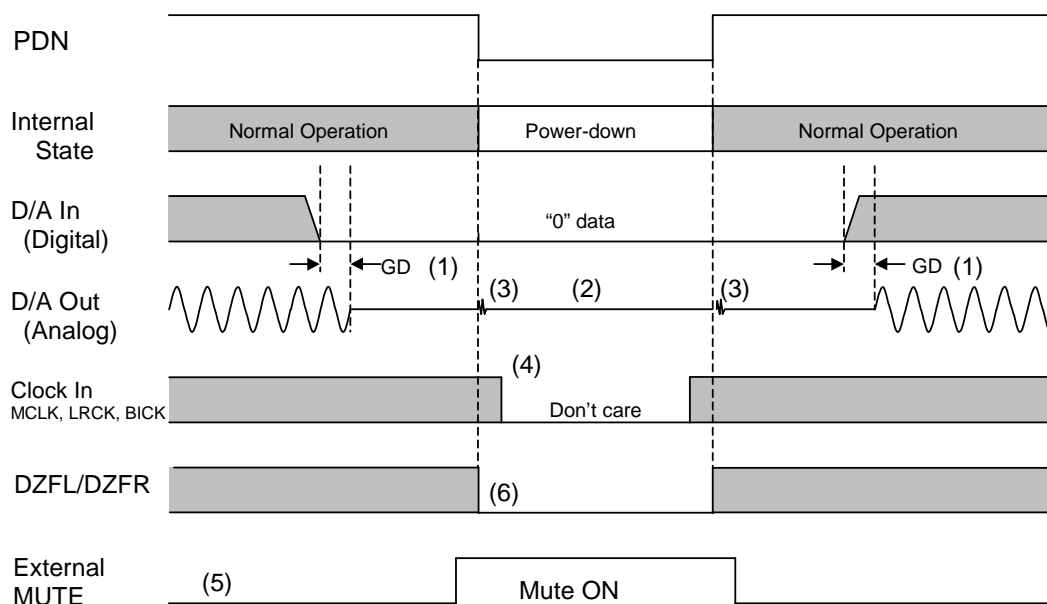 PDN
Internal
State
Normal Operation
Power-down
Normal Operation
D/A In
(Digital)
“0” data
GD (1)
GD (1)
D/A Out
(Analog)
(3)
(2)
(3)
Clock In
MCLK, LRCK, BICK
(4)
Don’t care
DZFL/DZFR
(6)
External
MUTE
(5)
Mute ON